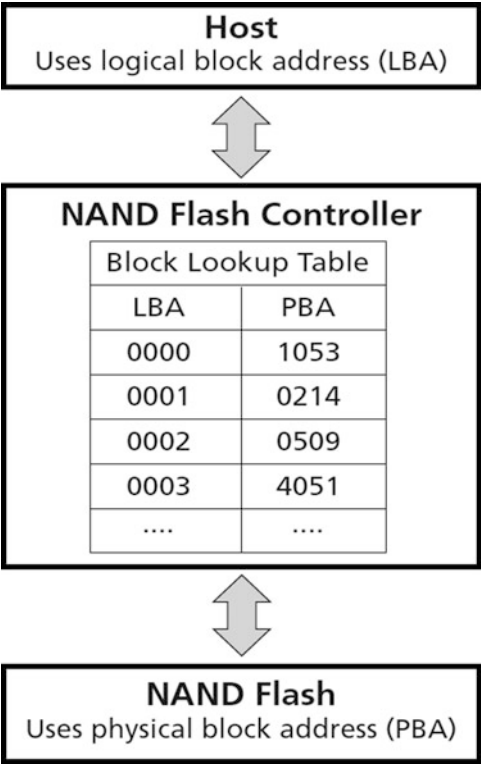 Host
Uses logical block address (LBA)
NAND Flash Controller
Block Lookup Table
LBA PBA
0000 1053
0001 0214
0002 0509
0003 4051
.... ....
NAND Flash
Uses physical block address (PBA)